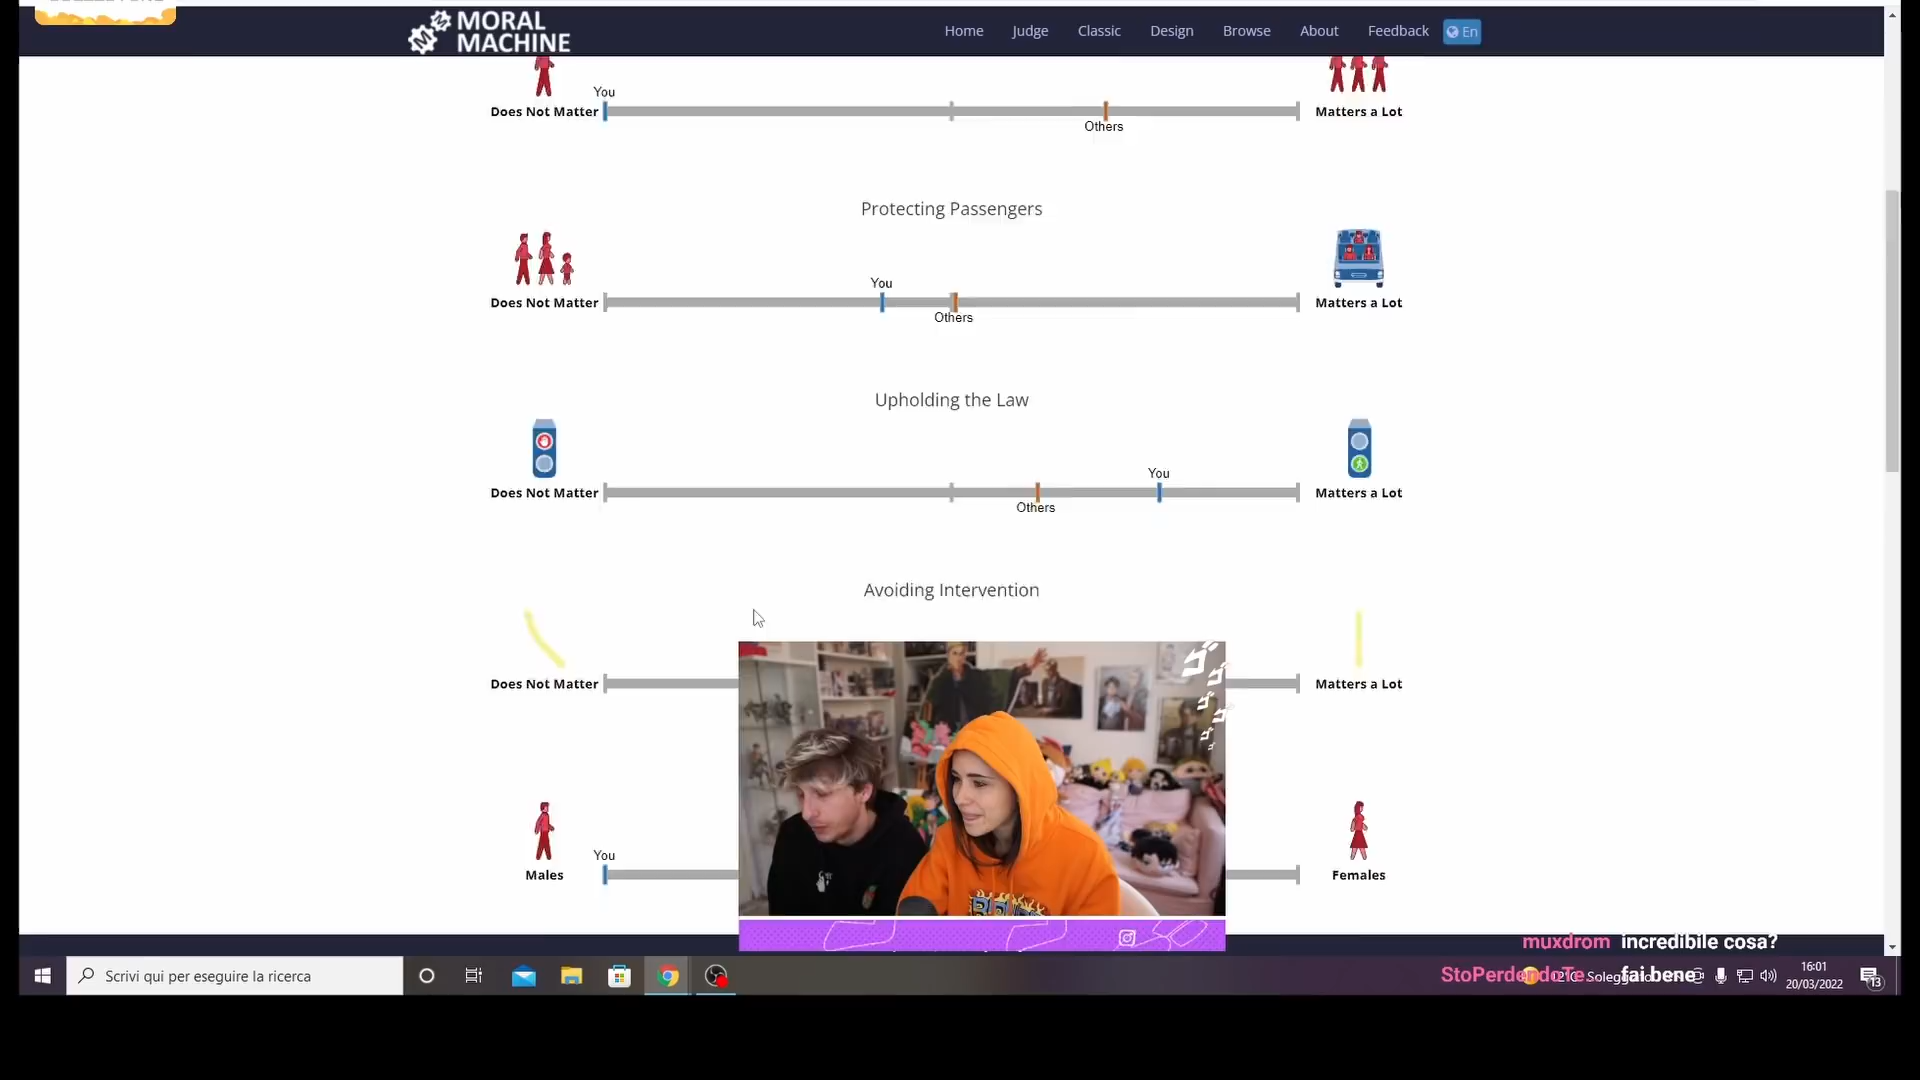 MORAL
MACHINE
Home Judge Classic Design Browse About Feedback En
You
Does Not Matter Matters a Lot
Others
Protecting Passengers
You
Does Not Matter Matters a Lot
Others
Upholding the Law
You
Does Not Matter Matters a Lot
Others
Avoiding Intervention
Does Not Matter Matters a Lot
You
Males Females
muxdrom incredibile cosa?
StoPerdendoTe fai bene
Scrivi qui per eseguire la ricerca
16:01
20/03/2022
13